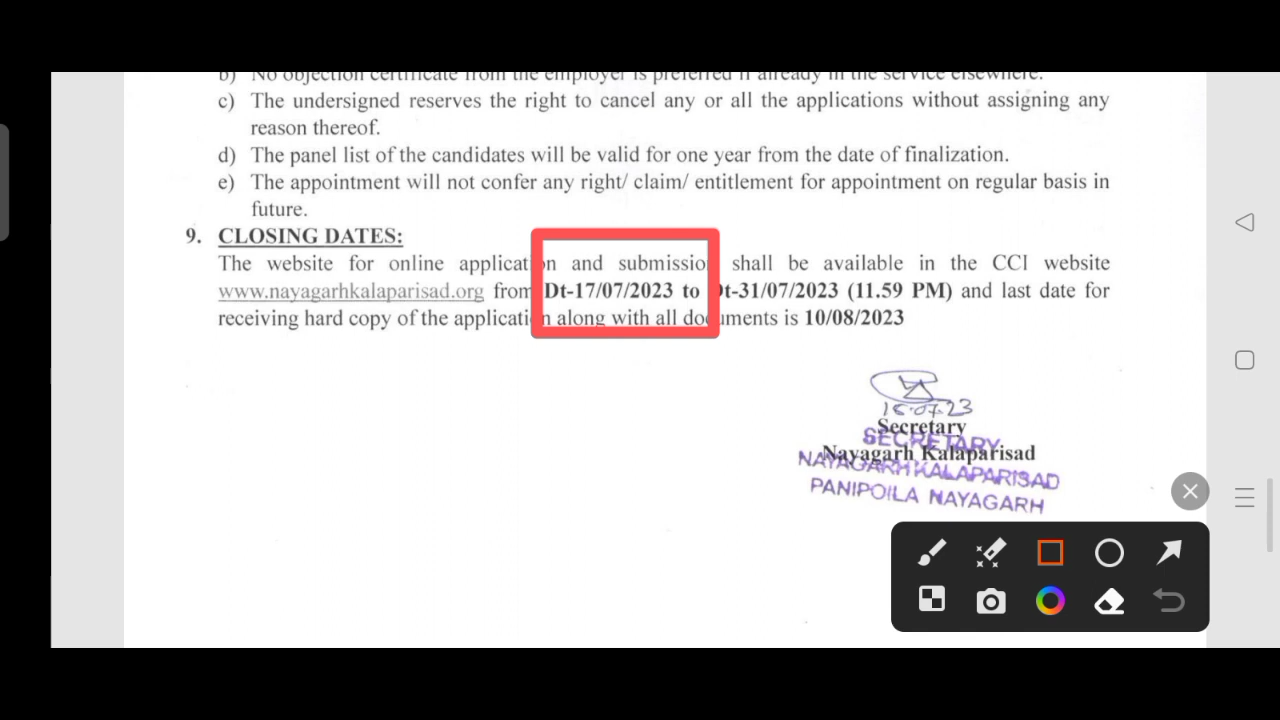 b) No objection certificate from the employer is preferred if already in the service elsewhere.
c) The undersigned reserves the right to cancel any or all the applications without assigning any
reason thereof.
d) The panel list of the candidates will be valid for one year from the date of finalization.
e) The appointment will not confer any right/ claim/ entitlement for appointment on regular basis in
future.
9. CLOSING DATES:
The website for online application and submission shall be available in the CCI website
www.nayagarhkalaparisad.org from Dt-17/07/2023 to Dt-31/07/2023 (11.59 PM) and last date for
receiving hard copy of the application along with all documents is 10/08/2023
15.07.23
Secretary
SECRETARY
Nayagarh Kalaparisad
NAYAGARH KALAPARISAD
PANIPOILA NAYAGARH